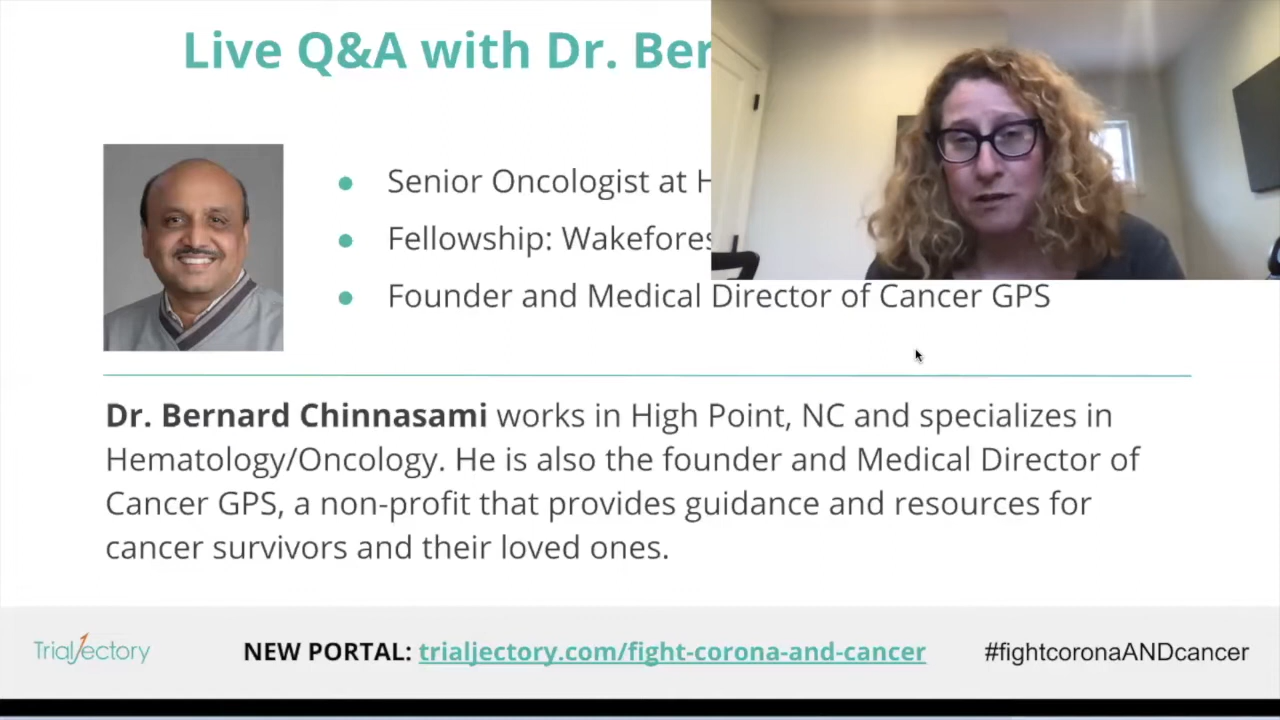 Live Q&A with Dr. Ber
Senior Oncologist at H
Fellowship: Wakefores
Founder and Medical Director of Cancer GPS
Dr. Bernard Chinnasami works in High Point, NC and specializes in
Hematology/Oncology. He is also the founder and Medical Director of
Cancer GPS, a non-profit that provides guidance and resources for
cancer survivors and their loved ones.
Trialjectory
NEW PORTAL: trialjectory.com/fight-corona-and-cancer
#fightcoronaANDcancer